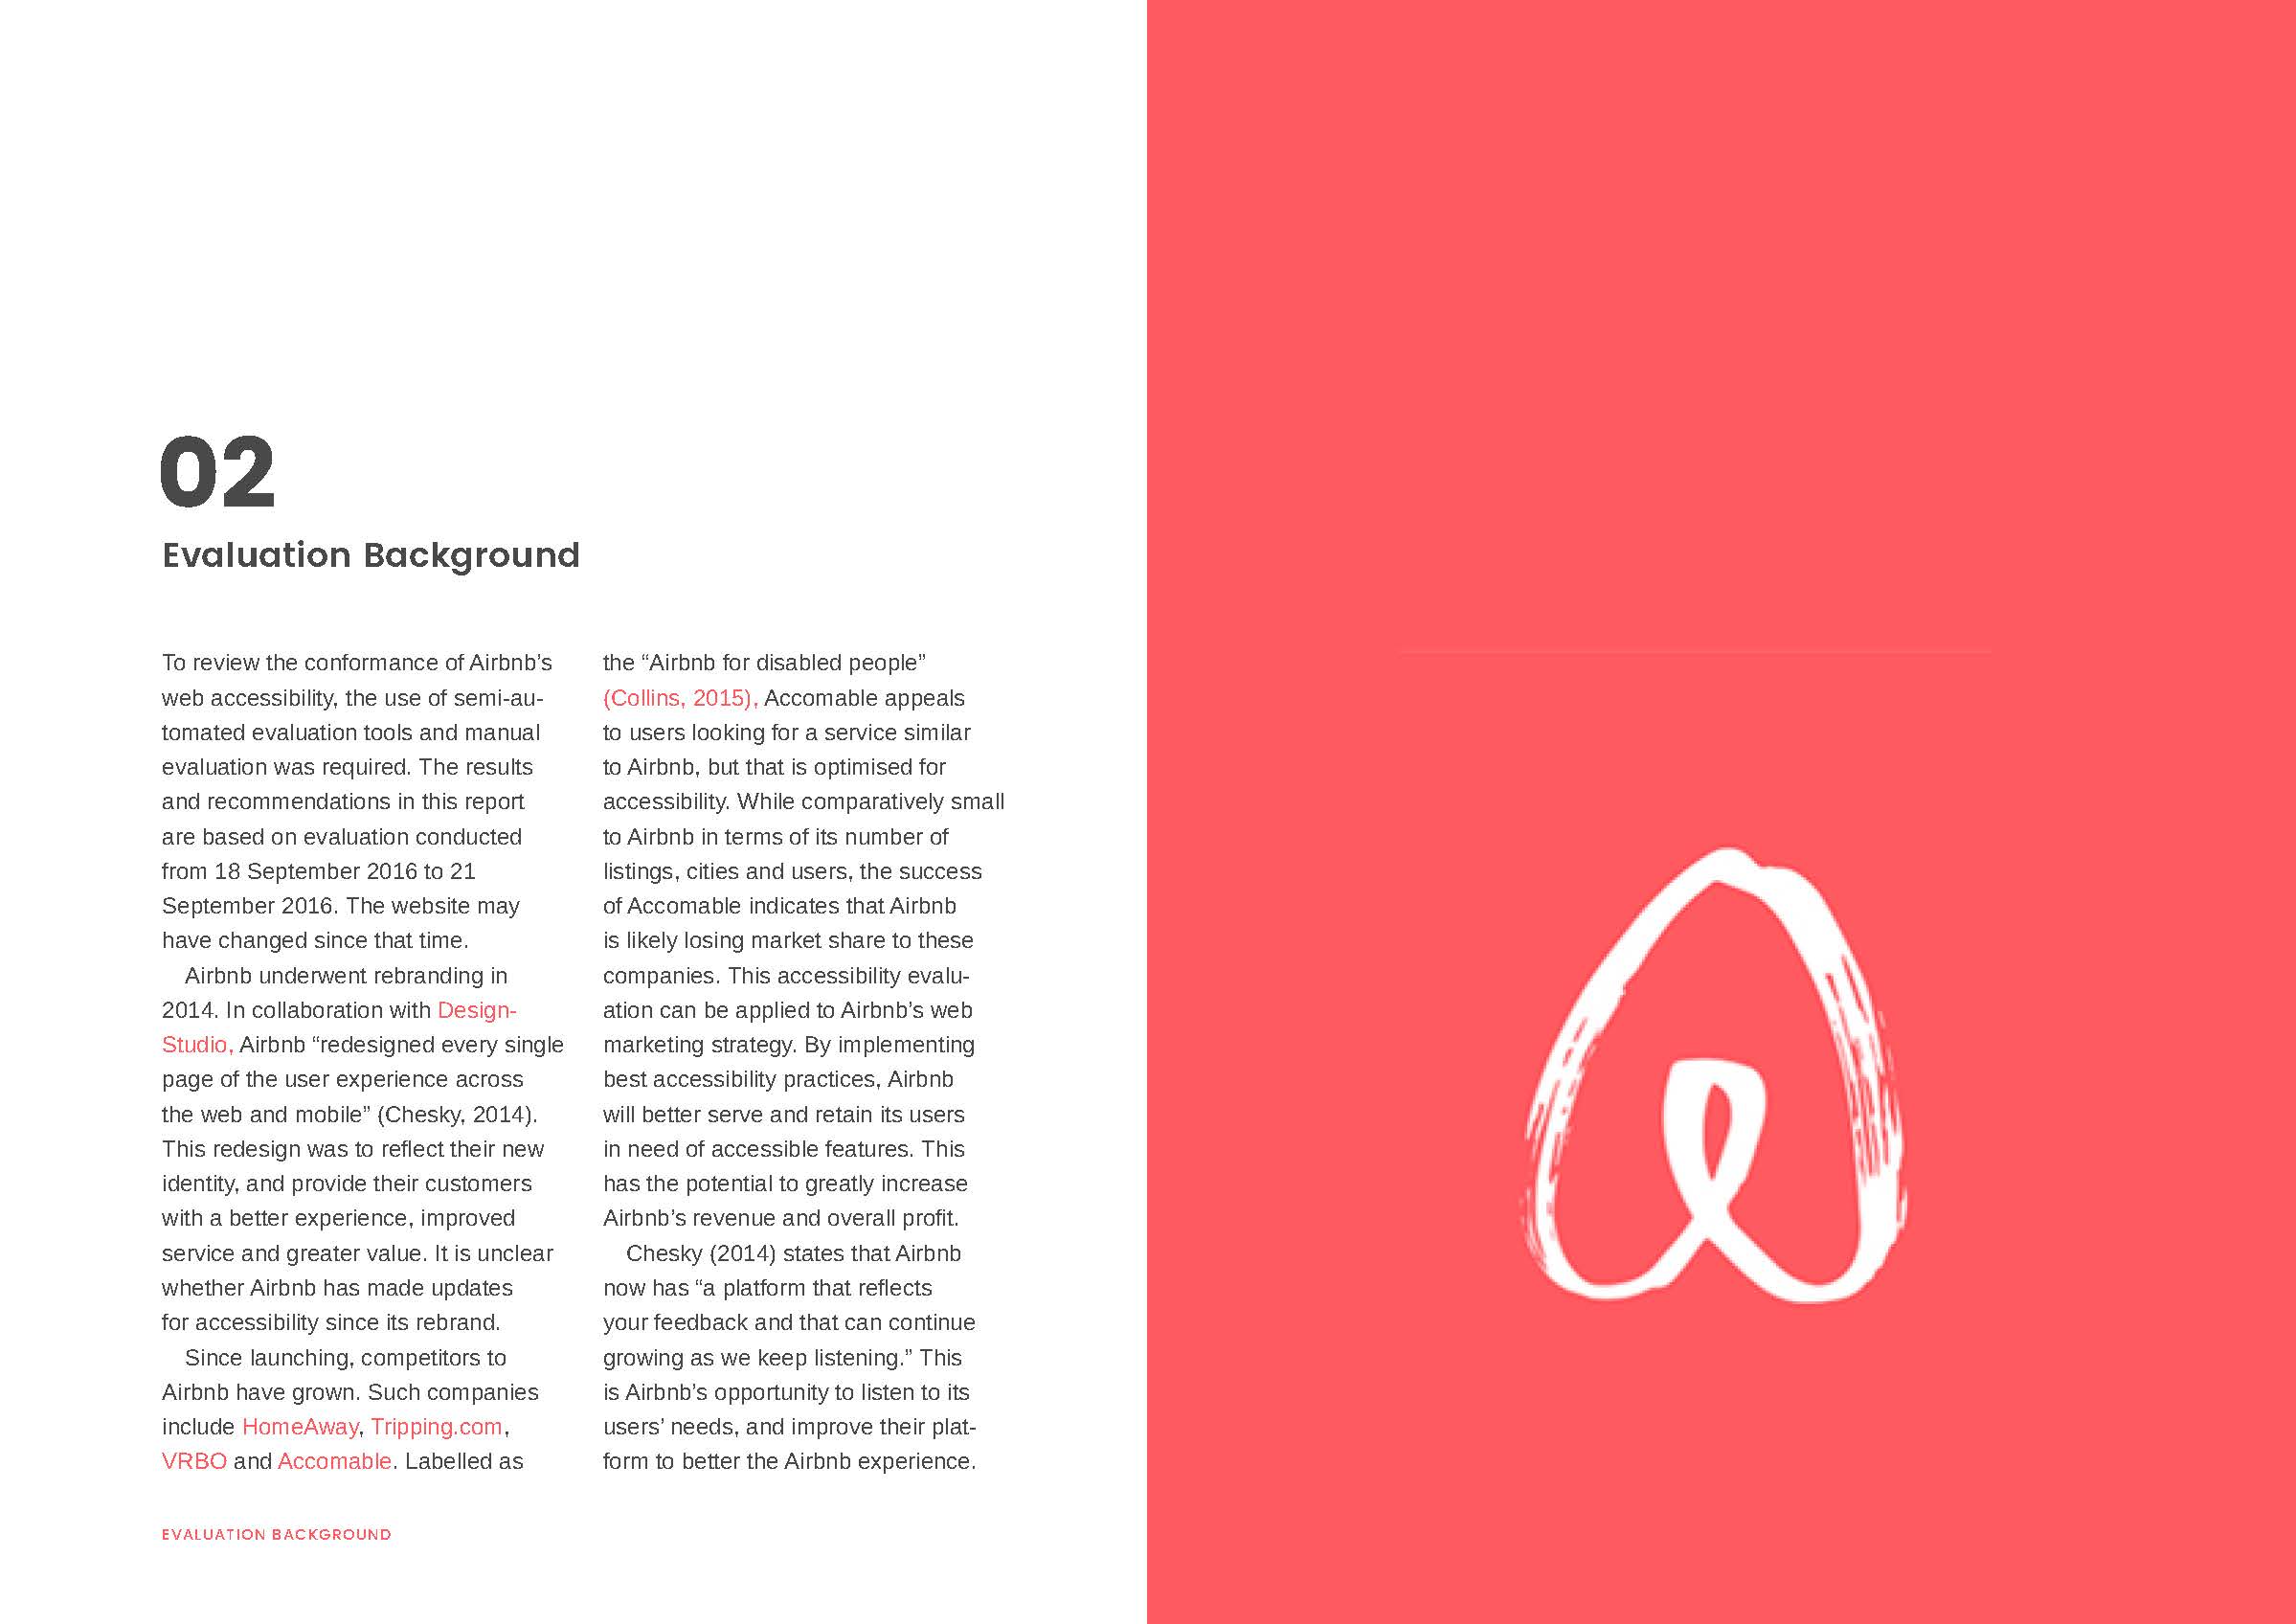 02
Evaluation Background
To review the conformance of Airbnb’s
web accessibility, the use of semi-au-
tomated evaluation tools and manual
evaluation was required. The results
and recommendations in this report
are based on evaluation conducted
from 18 September 2016 to 21
September 2016. The website may
have changed since that time.
Airbnb underwent rebranding in
2014. In collaboration with Design-
Studio, Airbnb “redesigned every single
page of the user experience across
the web and mobile” (Chesky, 2014).
This redesign was to reflect their new
identity, and provide their customers
with a better experience, improved
service and greater value. It is unclear
whether Airbnb has made updates
for accessibility since its rebrand.
Since launching, competitors to
Airbnb have grown. Such companies
include HomeAway, Tripping.com,
VRBO and Accomable. Labelled as
the “Airbnb for disabled people”
(Collins, 2015), Accomable appeals
to users looking for a service similar
to Airbnb, but that is optimised for
accessibility. While comparatively small
to Airbnb in terms of its number of
listings, cities and users, the success
of Accomable indicates that Airbnb
is likely losing market share to these
companies. This accessibility evalu-
ation can be applied to Airbnb’s web
marketing strategy. By implementing
best accessibility practices, Airbnb
will better serve and retain its users
in need of accessible features. This
has the potential to greatly increase
Airbnb’s revenue and overall profit.
Chesky (2014) states that Airbnb
now has “a platform that reflects
your feedback and that can continue
growing as we keep listening.” This
is Airbnb’s opportunity to listen to its
users’ needs, and improve their plat-
form to better the Airbnb experience.
EVALUATION BACKGROUND